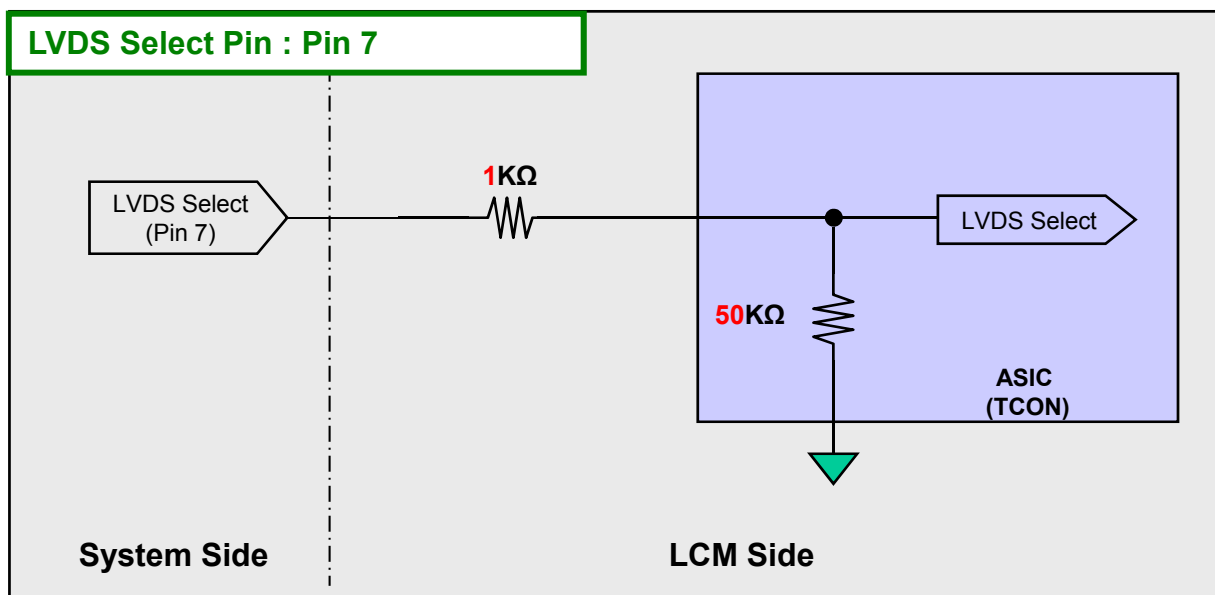 LVDS Select Pin : Pin 7
1KΩ
LVDS Select
(Pin 7)
LVDS Select
50KΩ
ASIC
(TCON)
System Side
LCM Side